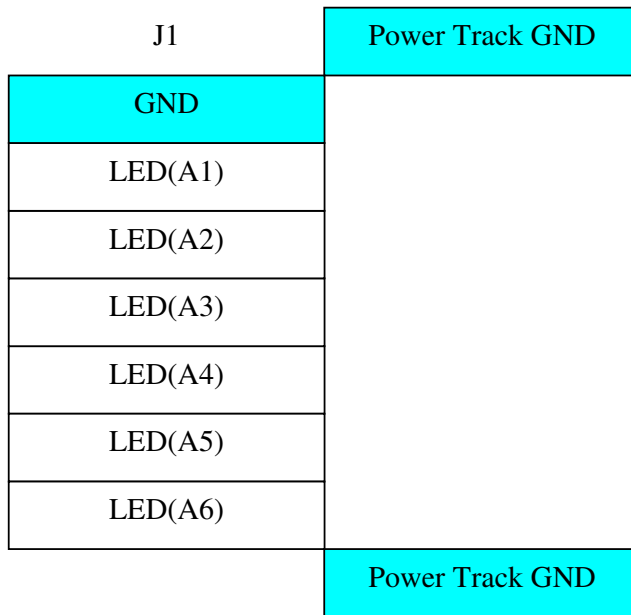 J1
Power Track GND
GND
LED(A1)
LED(A2)
LED(A3)
LED(A4)
LED(A5)
LED(A6)
Power Track GND